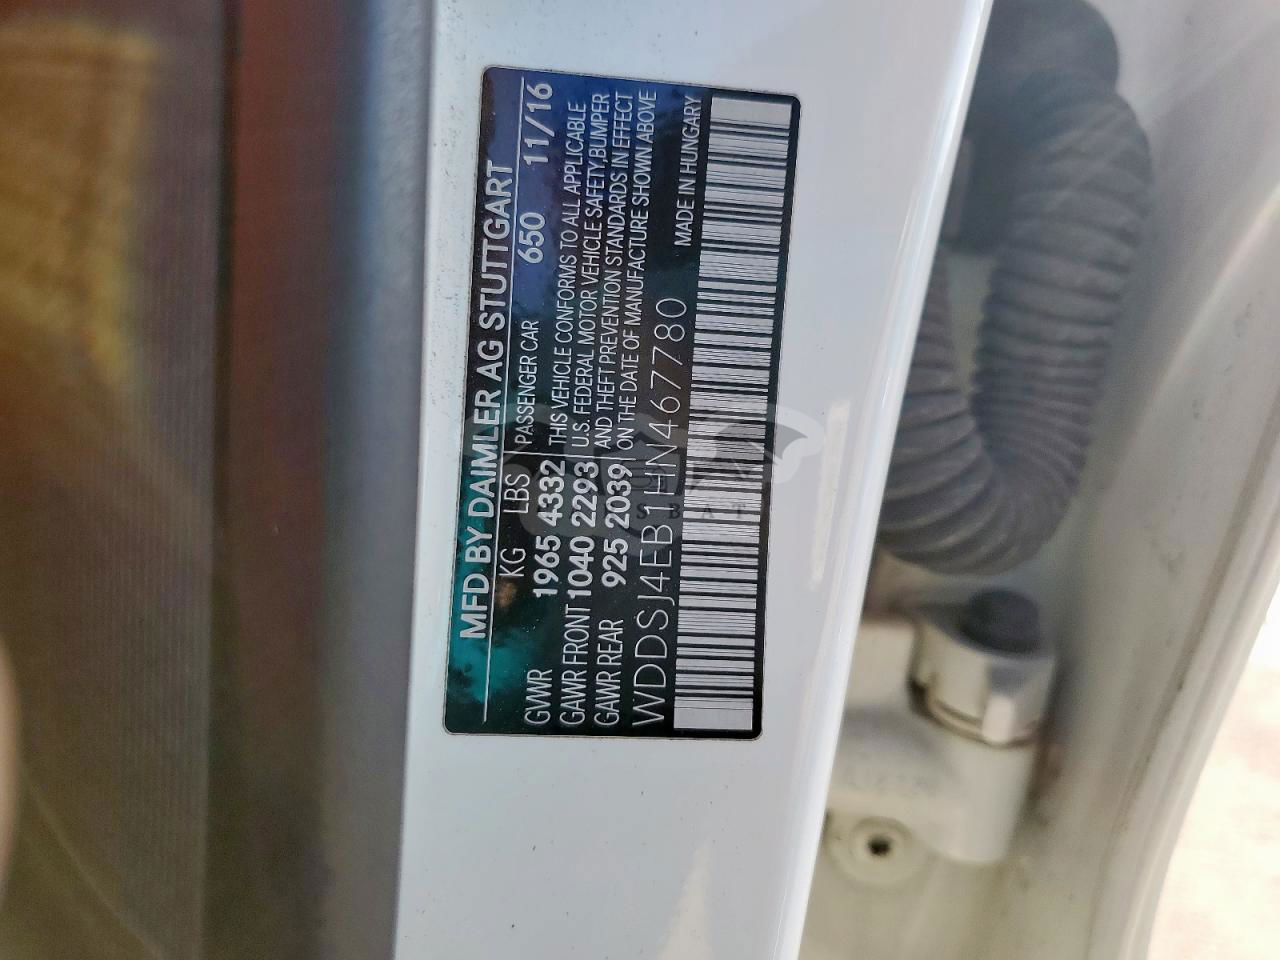 MFD BY DAIMLER AG STUTTGART
KG LBS PASSENGER CAR 650 11/16
GVWR 1965 4332 THIS VEHICLE CONFORMS TO ALL APPLICABLE
GAWR FRONT 1040 2293 U.S. FEDERAL MOTOR VEHICLE SAFETY,BUMPER
GAWR REAR 925 2039 AND THEFT PREVENTION STANDARDS IN EFFECT
ON THE DATE OF MANUFACTURE SHOWN ABOVE
WDDSJ4EB1HN467780 MADE IN HUNGARY